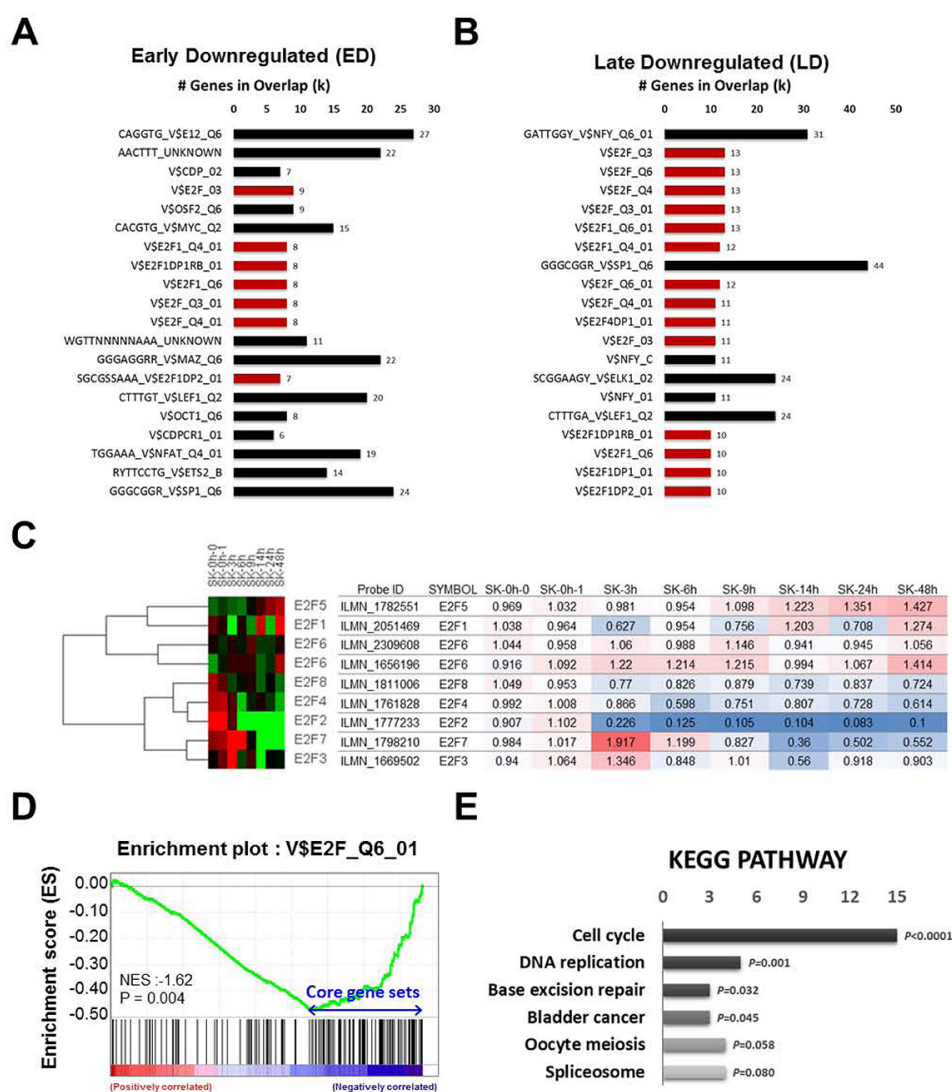 A
Early Downregulated (ED)
# Genes in Overlap (k)
0 5 10 15 20 25 30
CAGGTG_V$E12_Q6 27
AACTTT_UNKNOWN 22
V$CDP_02 7
V$E2F_03 9
V$OSF2_Q6 9
CACGTG_V$MYC_Q2 15
V$E2F1_Q4_01 8
V$E2F1DP1RB_01 8
V$E2F1_Q6 8
V$E2F_Q3_01 8
V$E2F_Q4_01 8
WGTTNNNNNAAA_UNKNOWN 11
GGGAGGRR_V$MAZ_Q6 22
SGCGSSAAA_V$E2F1DP2_01 7
CTTTGT_V$LEF1_Q2 20
V$OCT1_Q6 8
V$CDPCR1_01 6
TGGAAA_V$NFAT_Q4_01 19
RYTTCCTG_V$ETS2_B 14
GGGCGGR_V$SP1_Q6 24
B
Late Downregulated (LD)
# Genes in Overlap (k)
0 10 20 30 40 50
GATTGGY_V$NFY_Q6_01 31
V$E2F_Q3 13
V$E2F_Q6 13
V$E2F_Q4 13
V$E2F_Q3_01 13
V$E2F1_Q6_01 13
V$E2F1_Q4_01 12
GGGCGGR_V$SP1_Q6 44
V$E2F_Q6_01 12
V$E2F_Q4_01 11
V$E2F4DP1_01 11
V$E2F_03 11
V$NFY_C 11
SCGGAAGY_V$ELK1_02 24
V$NFY_01 11
CTTTGA_V$LEF1_Q2 24
V$E2F1DP1RB_01 10
V$E2F1_Q6 10
V$E2F1DP1_01 10
V$E2F1DP2_01 10
C
SK-0h-0 SK-0h-1 SK-3h SK-6h SK-9h SK-14h SK-24h SK-48h
E2F5
E2F1
E2F6
E2F6
E2F8
E2F4
E2F2
E2F7
E2F3
Probe ID SYMBOL SK-0h-0 SK-0h-1 SK-3h SK-6h SK-9h SK-14h SK-24h SK-48h
ILMN_1782551 E2F5 0.969 1.032 0.981 0.954 1.098 1.223 1.351 1.427
ILMN_2051469 E2F1 1.038 0.964 0.627 0.954 0.756 1.203 0.708 1.274
ILMN_2309608 E2F6 1.044 0.958 1.06 0.988 1.146 0.941 0.945 1.056
ILMN_1656196 E2F6 0.916 1.092 1.22 1.214 1.215 0.994 1.067 1.414
ILMN_1811006 E2F8 1.049 0.953 0.77 0.826 0.879 0.739 0.837 0.724
ILMN_1761828 E2F4 0.992 1.008 0.866 0.598 0.751 0.807 0.728 0.614
ILMN_1777233 E2F2 0.907 1.102 0.226 0.125 0.105 0.104 0.083 0.1
ILMN_1798210 E2F7 0.984 1.017 1.917 1.199 0.827 0.36 0.502 0.552
ILMN_1669502 E2F3 0.94 1.064 1.346 0.848 1.01 0.56 0.918 0.903
D
Enrichment plot : V$E2F_Q6_01
Enrichment score (ES)
0.00
-0.10
-0.20
-0.30
-0.40
-0.50
NES :-1.62
P = 0.004
Core gene sets
(Positively correlated) (Negatively correlated)
E
KEGG PATHWAY
0 3 6 9 12 15
Cell cycle P<0.0001
DNA replication P=0.001
Base excision repair P=0.032
Bladder cancer P=0.045
Oocyte meiosis P=0.058
Spliceosome P=0.080